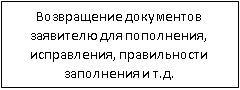 Возвращение документов
заявителю для пополнения,
исправления, правильности
заполнения и т.д.